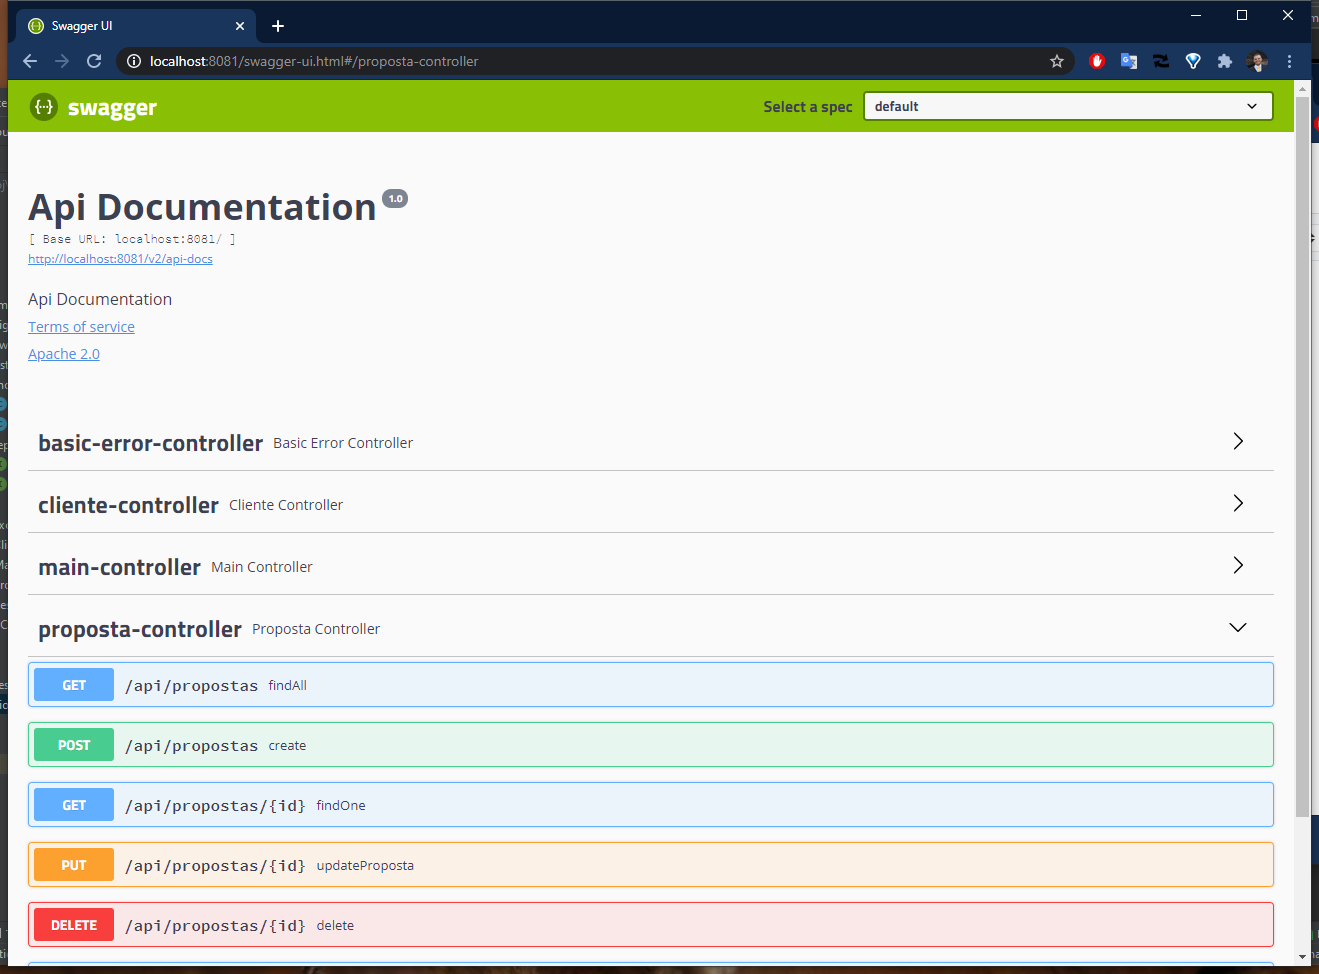 Swagger UI
localhost:8081/swagger-ui.html#/proposta-controller
{···} swagger
Select a spec default
Api Documentation 1.0
[ Base URL: localhost:8081/ ]
http://localhost:8081/v2/api-docs
Api Documentation
Terms of service
Apache 2.0
basic-error-controller Basic Error Controller
cliente-controller Cliente Controller
main-controller Main Controller
proposta-controller Proposta Controller
GET /api/propostas findAll
POST /api/propostas create
GET /api/propostas/{id} findOne
PUT /api/propostas/{id} updateProposta
DELETE /api/propostas/{id} delete